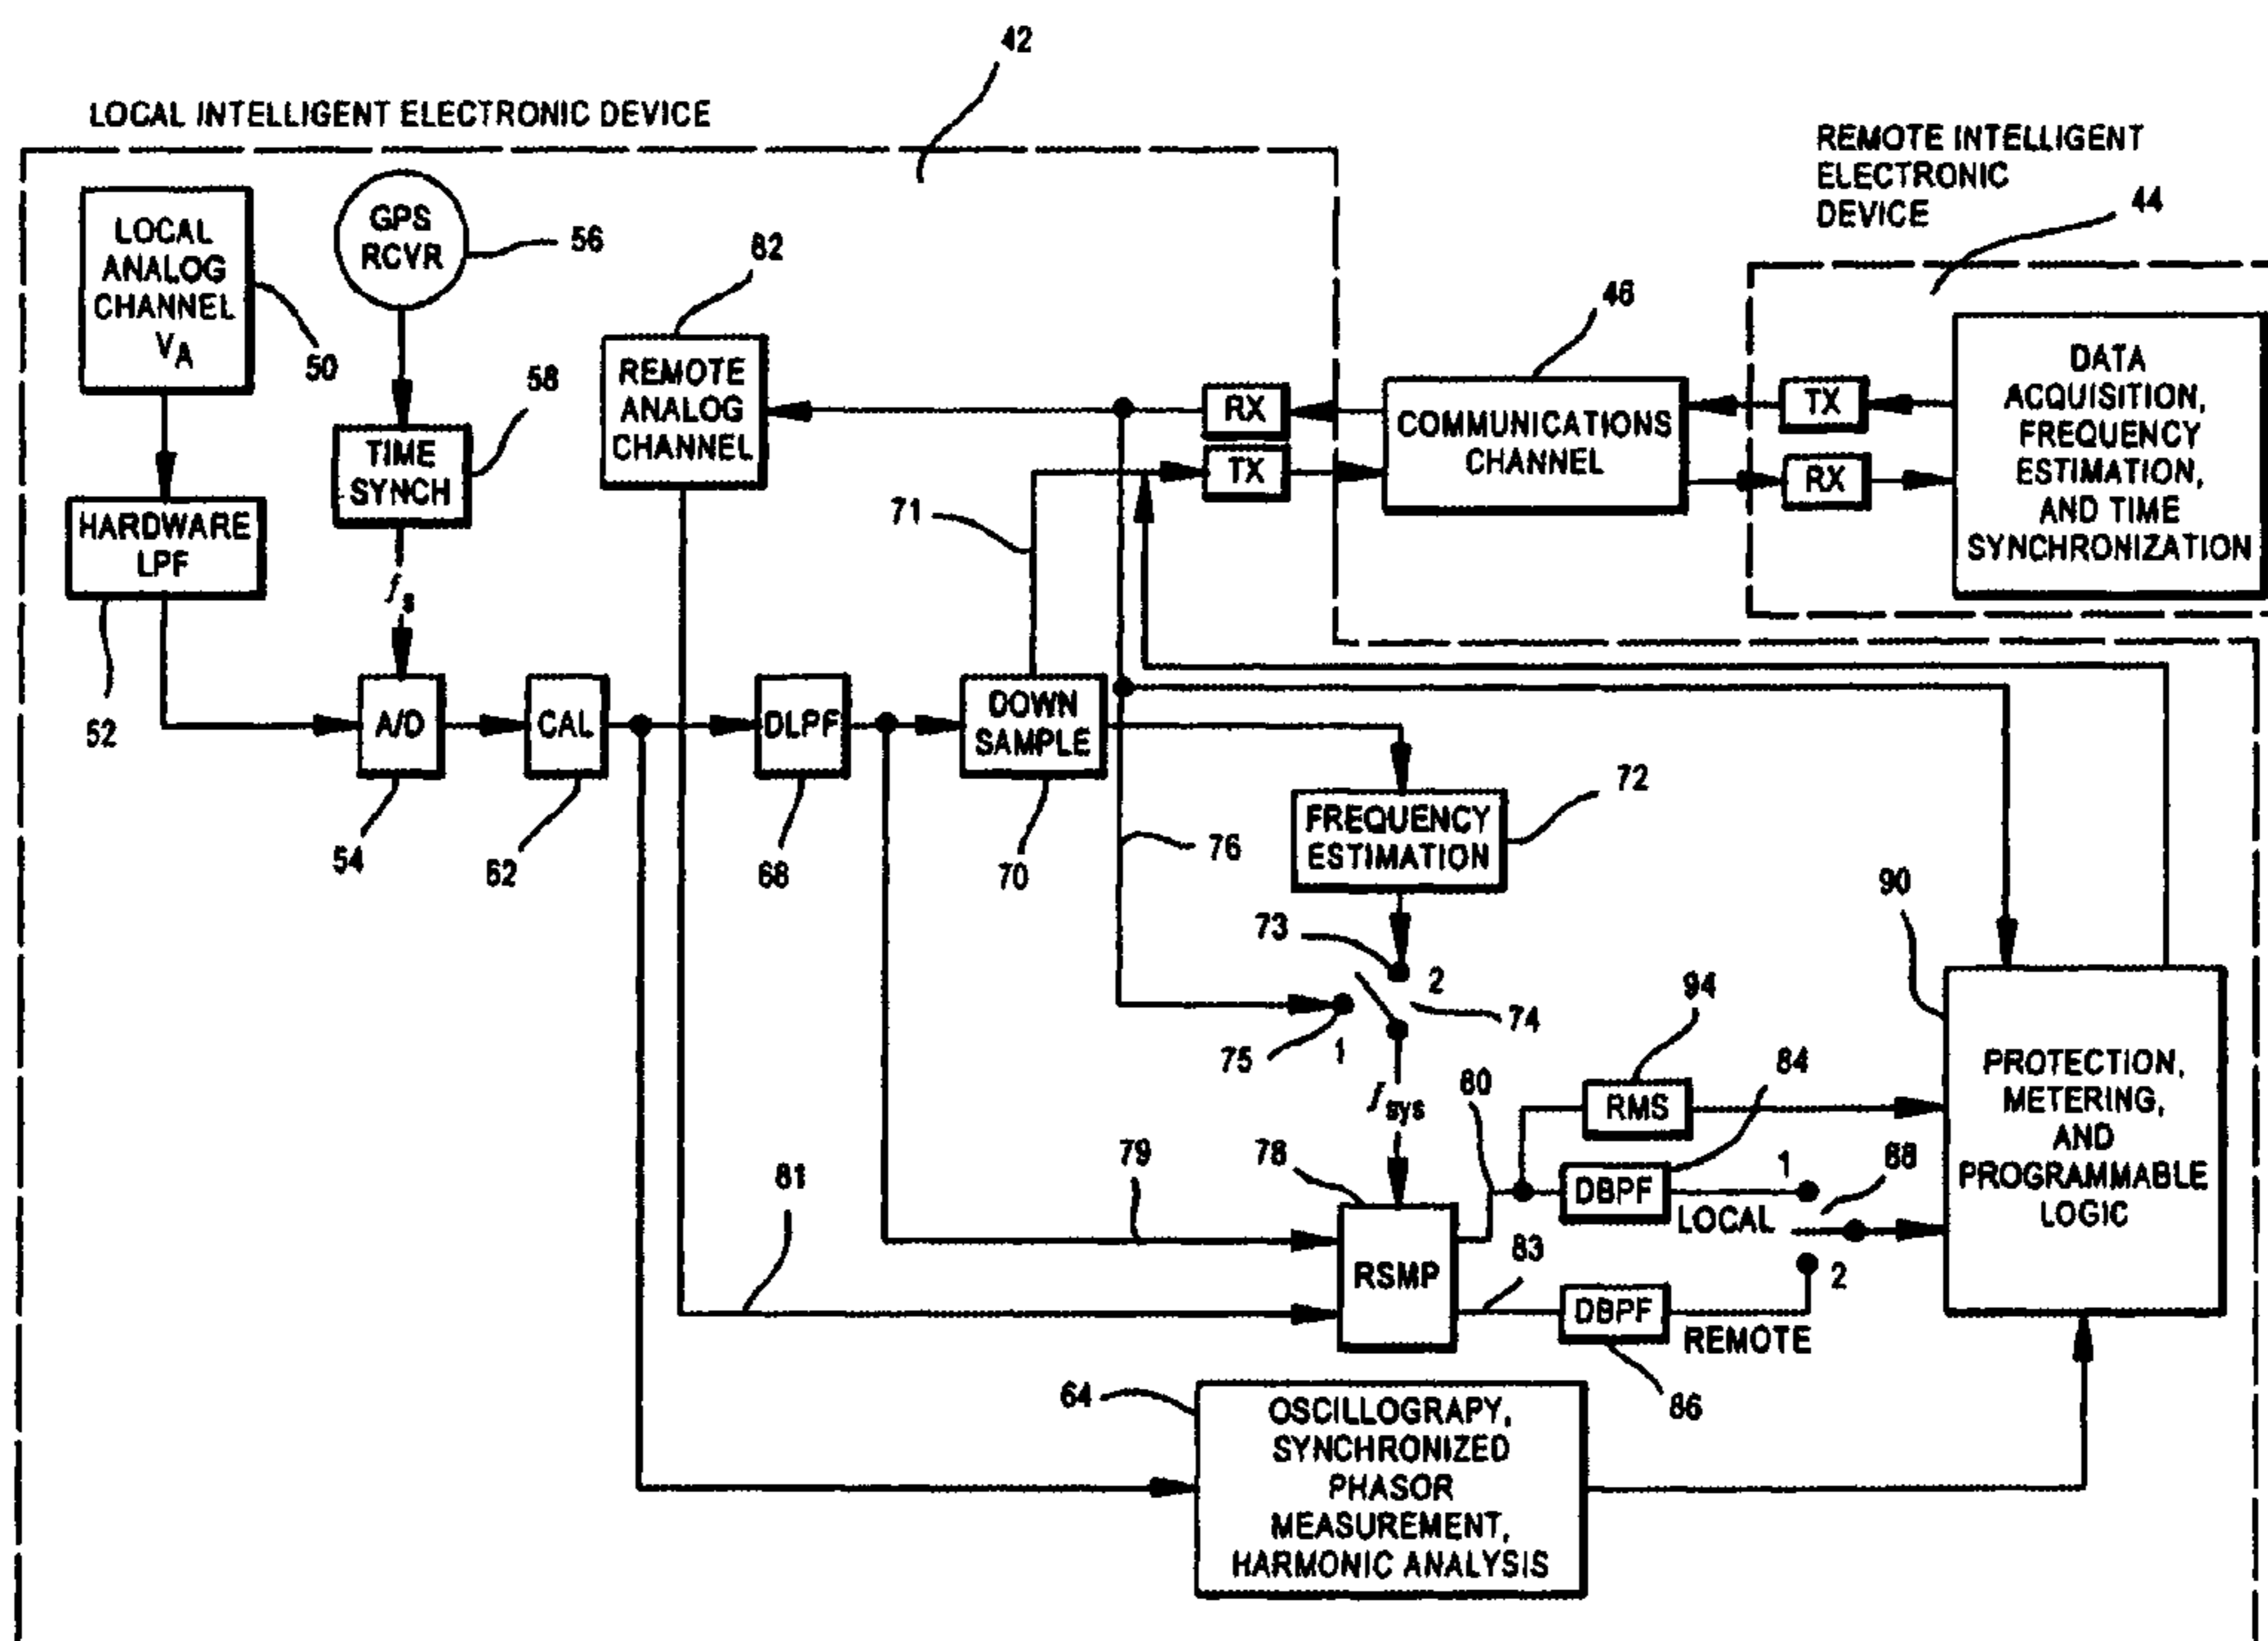 42
LOCAL INTELLIGENT ELECTRONIC DEVICE
REMOTE INTELLIGENT
ELECTRONIC
DEVICE
44
LOCAL
ANALOG
CHANNEL
VA
50
GPS
RCVR
56
82
46
TIME
SYNCH
58
REMOTE
ANALOG
CHANNEL
RX
TX
COMMUNICATIONS
CHANNEL
TX
RX
DATA
ACQUISITION,
FREQUENCY
ESTIMATION,
AND TIME
SYNCHRONIZATION
HARDWARE
LPF
52
fs
71
A/D
54
CAL
62
DLPF
68
DOWN
SAMPLE
70
FREQUENCY
ESTIMATION
72
76
73
2
74
75
1
fsys
90
94
RMS
84
80
79
78
81
RSMP
DBPF
1
LOCAL
88
83
DBPF
2
REMOTE
86
PROTECTION,
METERING,
AND
PROGRAMMABLE
LOGIC
64
OSCILLOGRAPY,
SYNCHRONIZED
PHASOR
MEASUREMENT,
HARMONIC ANALYSIS